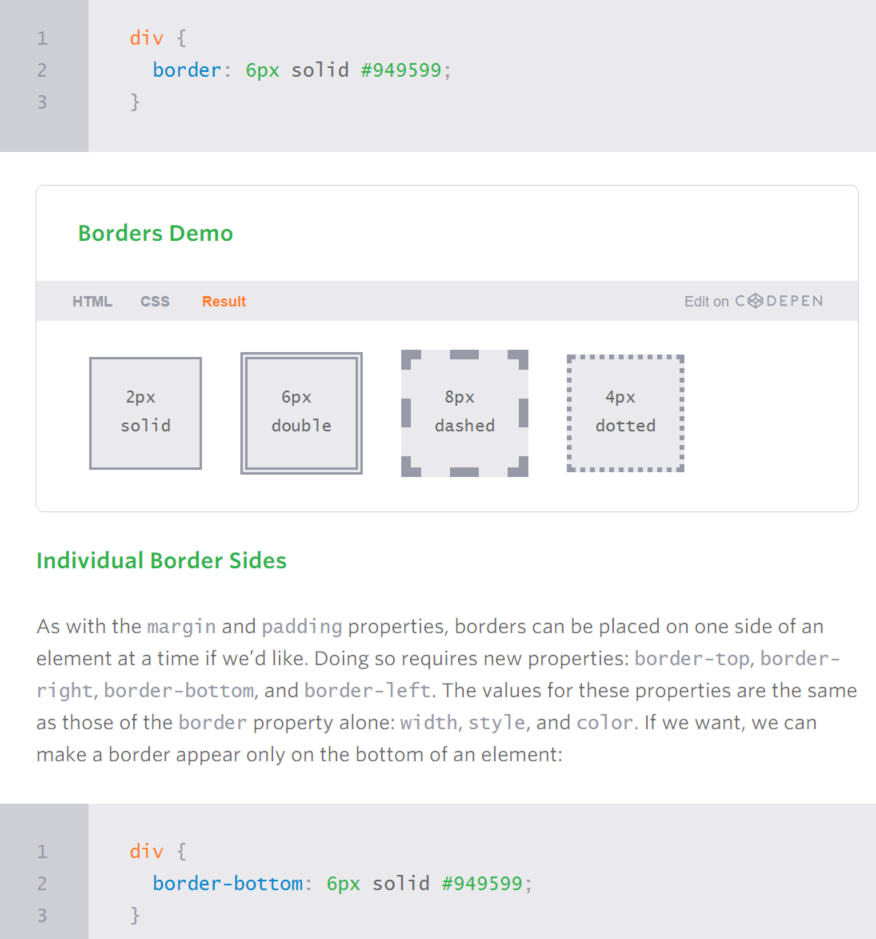 1 div {
2 border: 6px solid #949599;
3 }
Borders Demo
HTML CSS Result Edit on CODEPEN
2px 6px 8px 4px
solid double dashed dotted
Individual Border Sides
As with the margin and padding properties, borders can be placed on one side of an
element at a time if we’d like. Doing so requires new properties: border-top, border-
right, border-bottom, and border-left. The values for these properties are the same
as those of the border property alone: width, style, and color. If we want, we can
make a border appear only on the bottom of an element:
1 div {
2 border-bottom: 6px solid #949599;
3 }